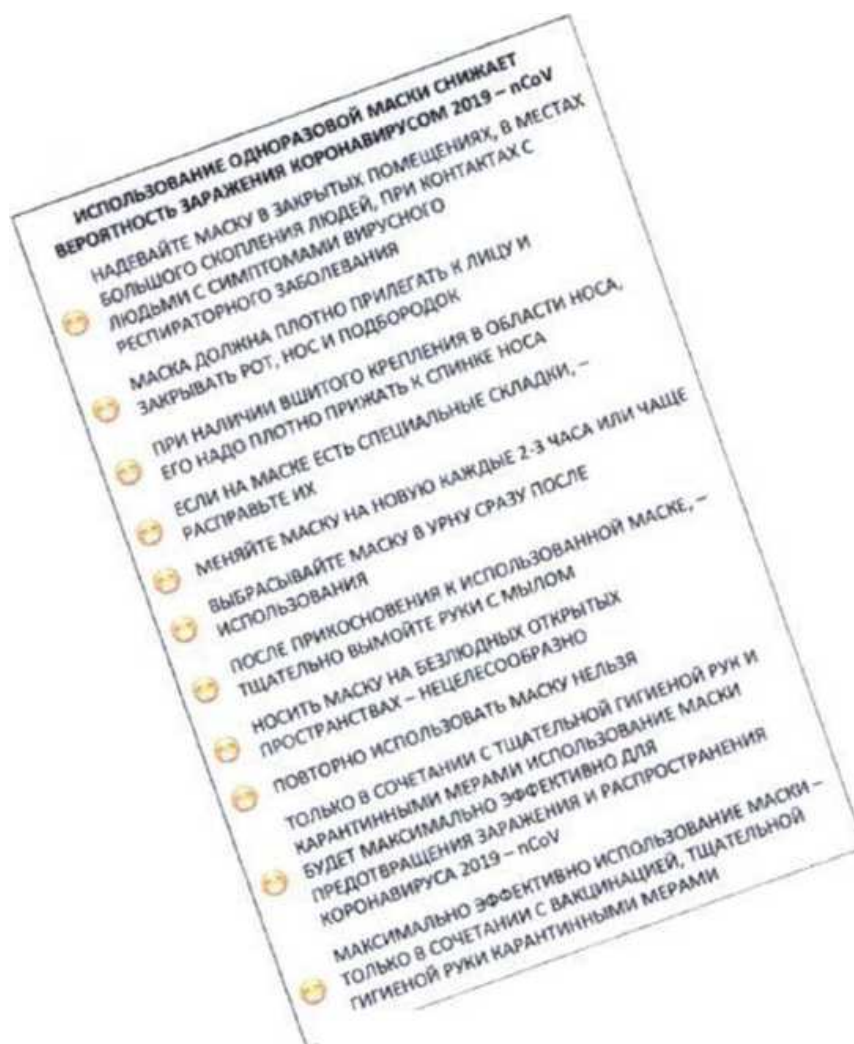 ИСПОЛЬЗОВАНИЕ ОДНОРАЗОВОЙ МАСКИ СНИЖАЕТ
ВЕРОЯТНОСТЬ ЗАРАЖЕНИЯ КОРОНАВИРУСОМ 2019 – nCoV
НАДЕВАЙТЕ МАСКУ В ЗАКРЫТЫХ ПОМЕЩЕНИЯХ, В МЕСТАХ
БОЛЬШОГО СКОПЛЕНИЯ ЛЮДЕЙ, ПРИ КОНТАКТАХ С
ЛЮДЬМИ С СИМПТОМАМИ ВИРУСНОГО
РЕСПИРАТОРНОГО ЗАБОЛЕВАНИЯ
МАСКА ДОЛЖНА ПЛОТНО ПРИЛЕГАТЬ К ЛИЦУ И
ЗАКРЫВАТЬ РОТ, НОС И ПОДБОРОДОК
ПРИ НАЛИЧИИ ВШИТОГО КРЕПЛЕНИЯ В ОБЛАСТИ НОСА,
ЕГО НАДО ПЛОТНО ПРИЖАТЬ К СПИНКЕ НОСА
ЕСЛИ НА МАСКЕ ЕСТЬ СПЕЦИАЛЬНЫЕ СКЛАДКИ, –
РАСПРАВЬТЕ ИХ
МЕНЯЙТЕ МАСКУ НА НОВУЮ КАЖДЫЕ 2-3 ЧАСА ИЛИ ЧАЩЕ
ВЫБРАСЫВАЙТЕ МАСКУ В УРНУ СРАЗУ ПОСЛЕ
ИСПОЛЬЗОВАНИЯ
ПОСЛЕ ПРИКОСНОВЕНИЯ К ИСПОЛЬЗОВАННОЙ МАСКЕ, –
ТЩАТЕЛЬНО ВЫМОЙТЕ РУКИ С МЫЛОМ
НОСИТЬ МАСКУ НА БЕЗЛЮДНЫХ ОТКРЫТЫХ
ПРОСТРАНСТВАХ – НЕЦЕЛЕСООБРАЗНО
ПОВТОРНО ИСПОЛЬЗОВАТЬ МАСКУ НЕЛЬЗЯ
ТОЛЬКО В СОЧЕТАНИИ С ТЩАТЕЛЬНОЙ ГИГИЕНОЙ РУК И
КАРАНТИННЫМИ МЕРАМИ ИСПОЛЬЗОВАНИЕ МАСКИ
БУДЕТ МАКСИМАЛЬНО ЭФФЕКТИВНО ДЛЯ
ПРЕДОТВРАЩЕНИЯ ЗАРАЖЕНИЯ И РАСПРОСТРАНЕНИЯ
КОРОНАВИРУСА 2019 – nCoV
МАКСИМАЛЬНО ЭФФЕКТИВНО ИСПОЛЬЗОВАНИЕ МАСКИ –
ТОЛЬКО В СОЧЕТАНИИ С ВАКЦИНАЦИЕЙ, ТЩАТЕЛЬНОЙ
ГИГИЕНОЙ РУКИ КАРАНТИННЫМИ МЕРАМИ